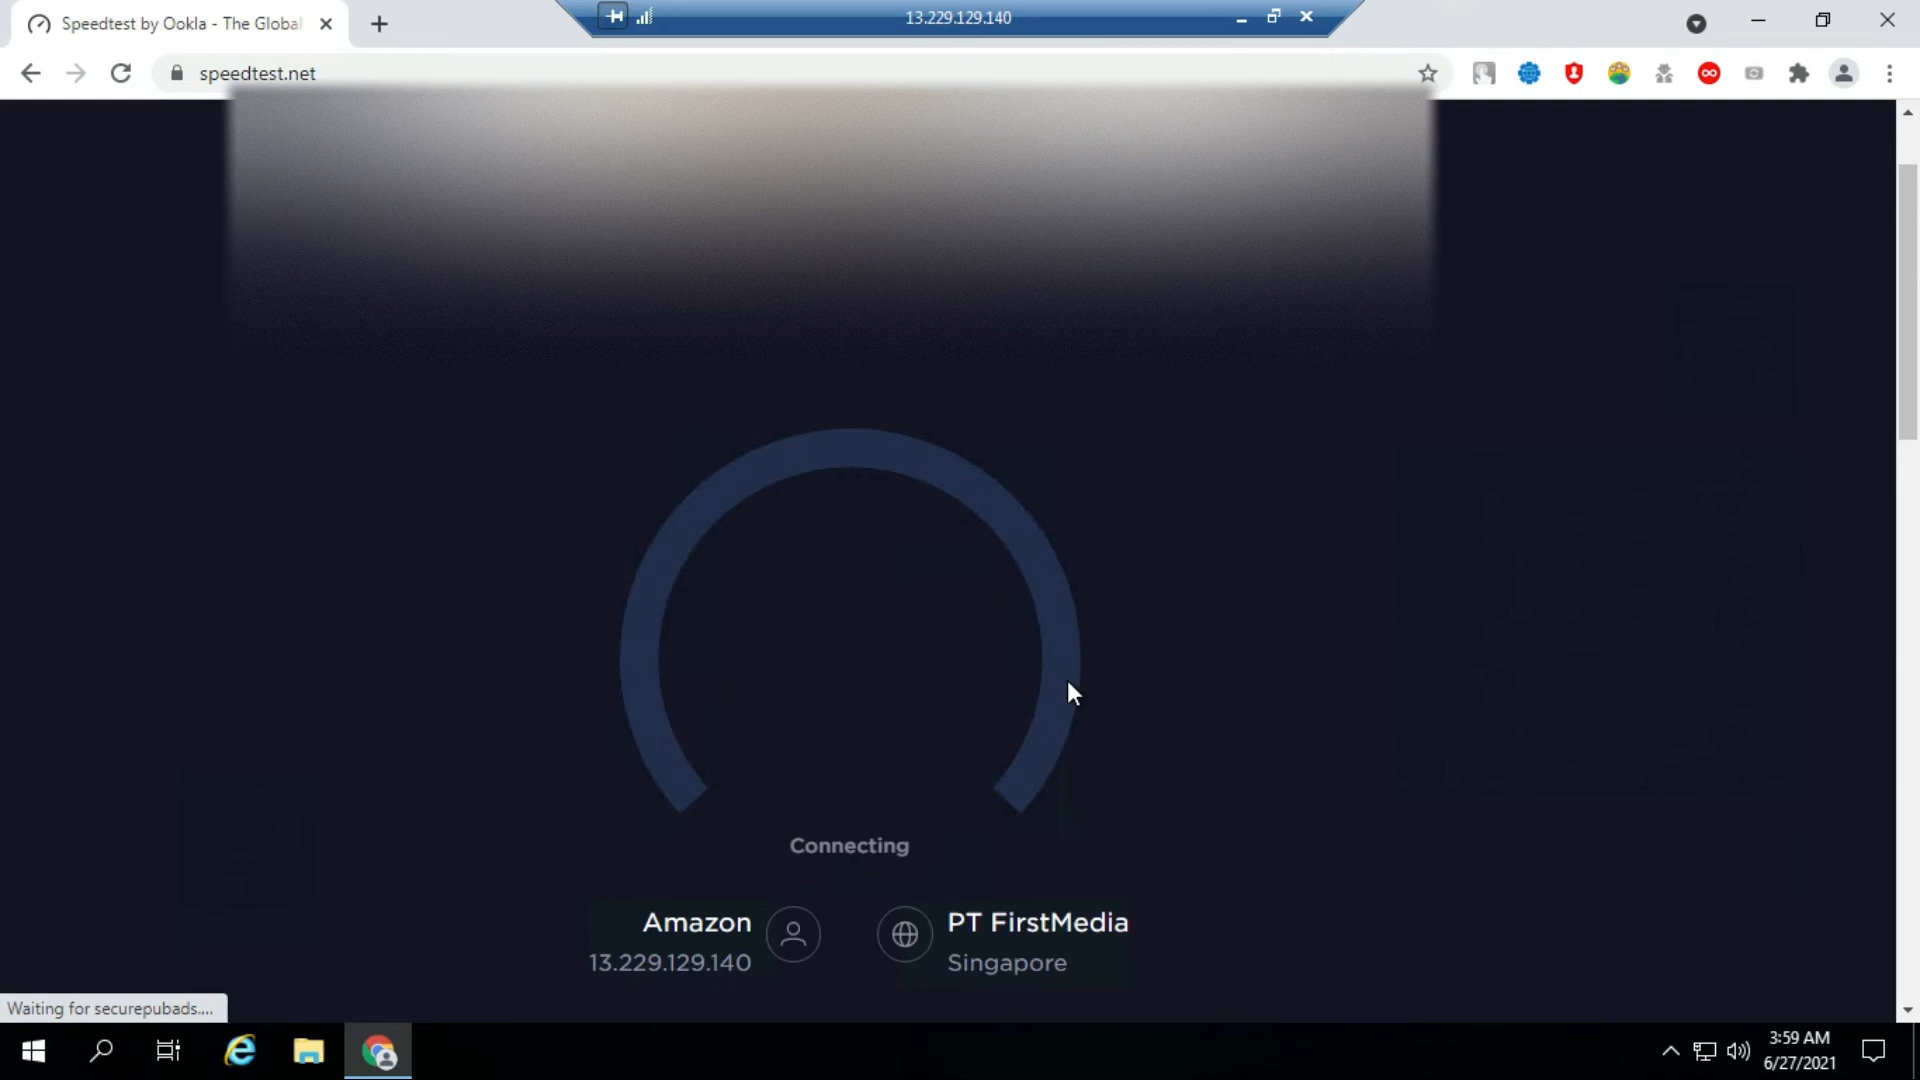 Speedtest by Ookla - The Global
13.229.129.140
speedtest.net
Connecting
Amazon
13.229.129.140
PT FirstMedia
Singapore
Waiting for securepubads....
3:59 AM
6/27/2021